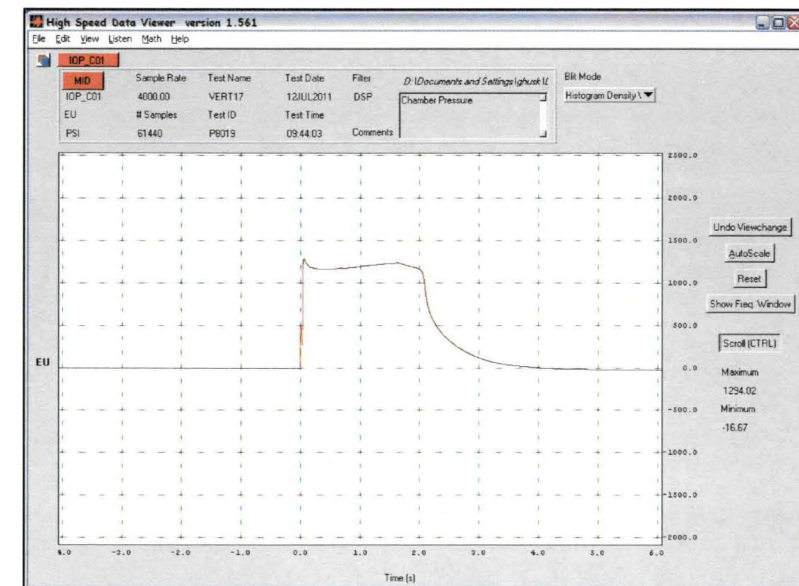 High Speed Data Viewer version 1.561
File Edit View Listen Math Help
IOP_C01
MID Sample Rate Test Name Test Date Filter D:\Documents and Settings\ghusk\
IOP_C01 4000.00 VERT17 12JUL2011 DSP Chamber Pressure
EU # Samples Test ID Test Time
PSI 61440 P8019 09:44:03 Comments
Blit Mode
Histogram Density \
2500.0
2000.0
1500.0
1000.0
500.0
0.0
-500.0
-1000.0
-1500.0
-2000.0
EU
4.0 -3.0 -2.0 -1.0 0.0 1.0 2.0 3.0 4.0 5.0 6.0
Time (s)
Undo Viewchange
AutoScale
Reset
Show Freq. Window
Scroll (CTRL)
Maximum
1294.02
Minimum
-16.67